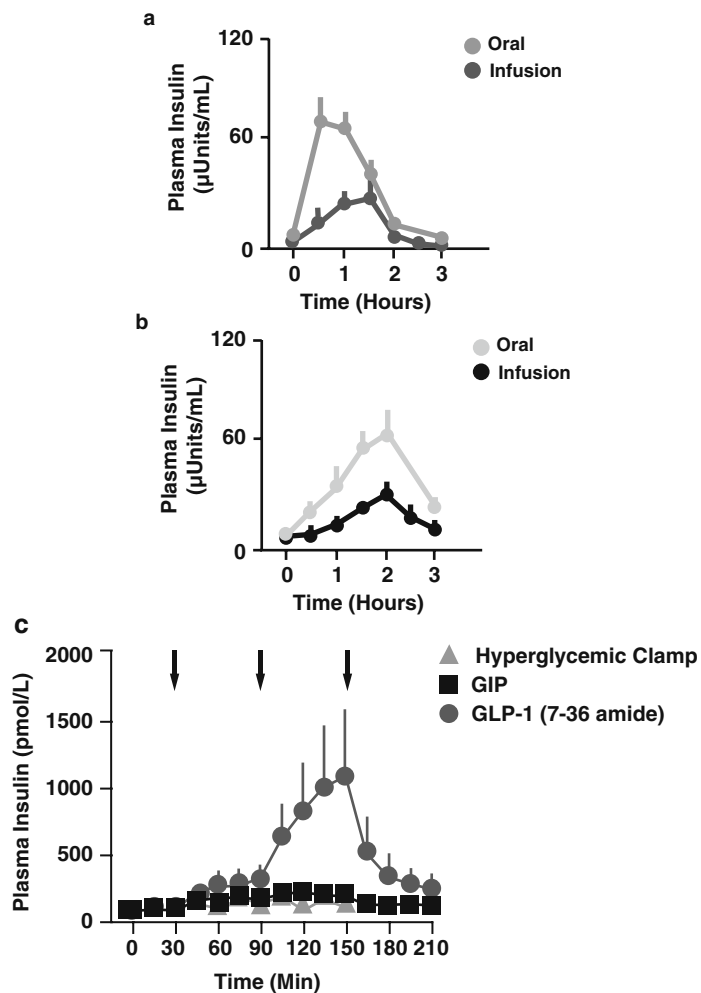 a
120
60
0
Plasma Insulin
(µUnits/mL)
Oral
Infusion
0 1 2 3
Time (Hours)
b
120
60
0
Plasma Insulin
(µUnits/mL)
Oral
Infusion
0 1 2 3
Time (Hours)
c
2000
1500
1000
500
0
Plasma Insulin (pmol/L)
Hyperglycemic Clamp
GIP
GLP-1 (7-36 amide)
0 30 60 90 120 150 180 210
Time (Min)